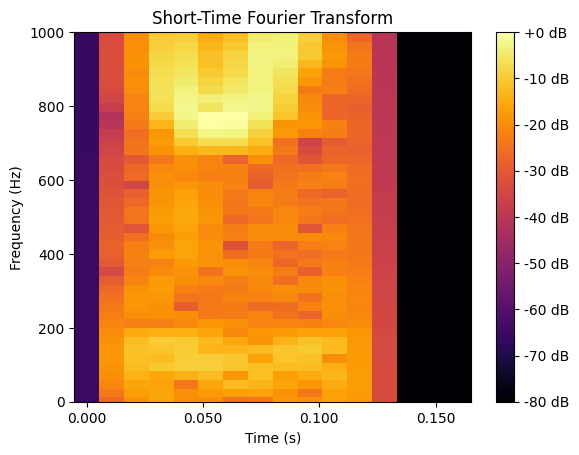 Short-Time Fourier Transform
Frequency (Hz)
1000
800
600
400
200
0
0.000
0.050
0.100
0.150
Time (s)
+0 dB
-10 dB
-20 dB
-30 dB
-40 dB
-50 dB
-60 dB
-70 dB
-80 dB